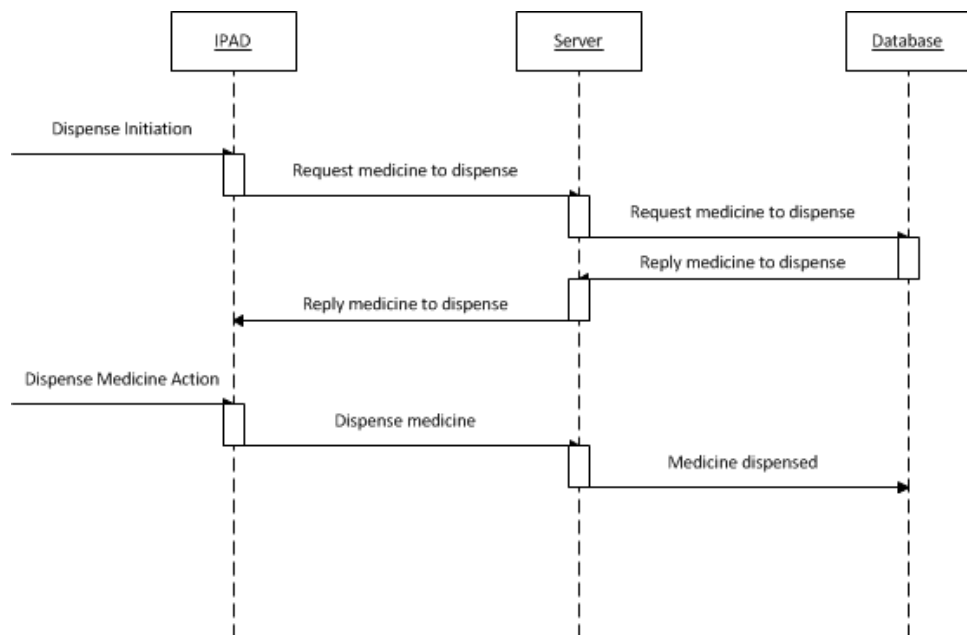 IPAD
Server
Database
Dispense Initiation
Request medicine to dispense
Request medicine to dispense
Reply medicine to dispense
Reply medicine to dispense
Dispense Medicine Action
Dispense medicine
Medicine dispensed